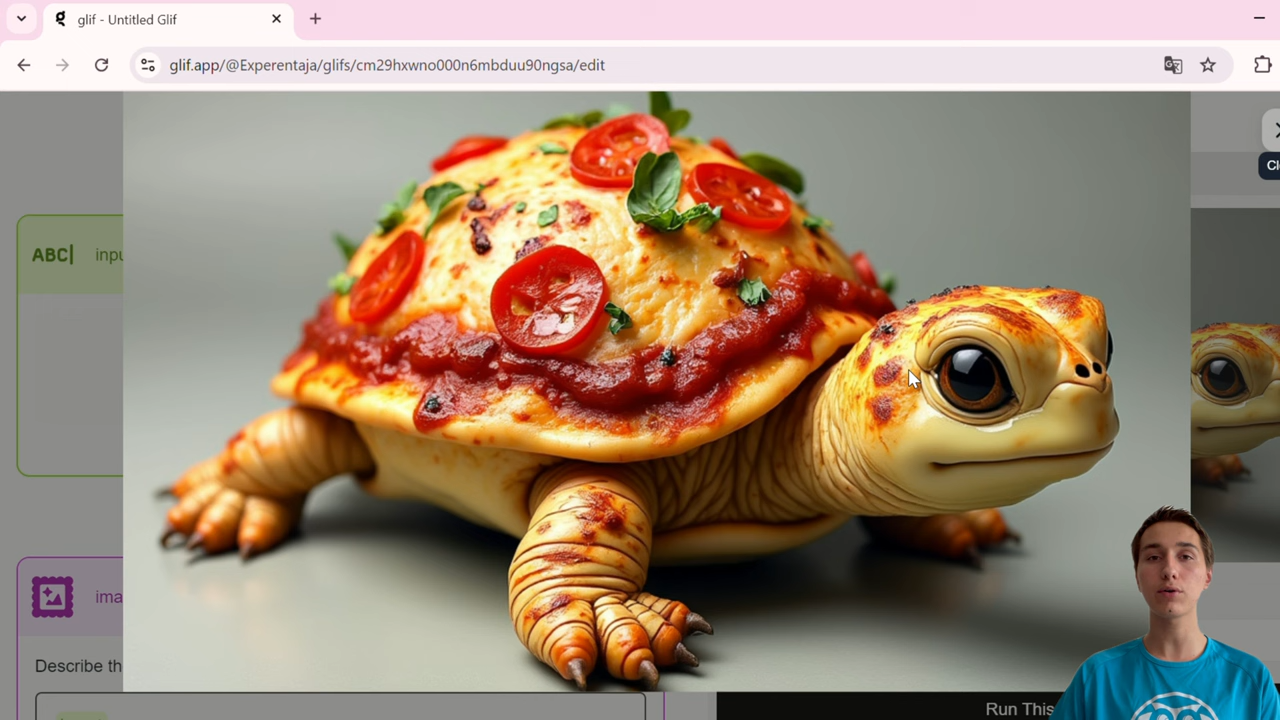 glif - Untitled Glif
glif.app/@Experentaja/glifs/cm29hxwno000n6mbduu90ngsa/edit
Cl
ABC
inpu
ima
Describe th
Run This